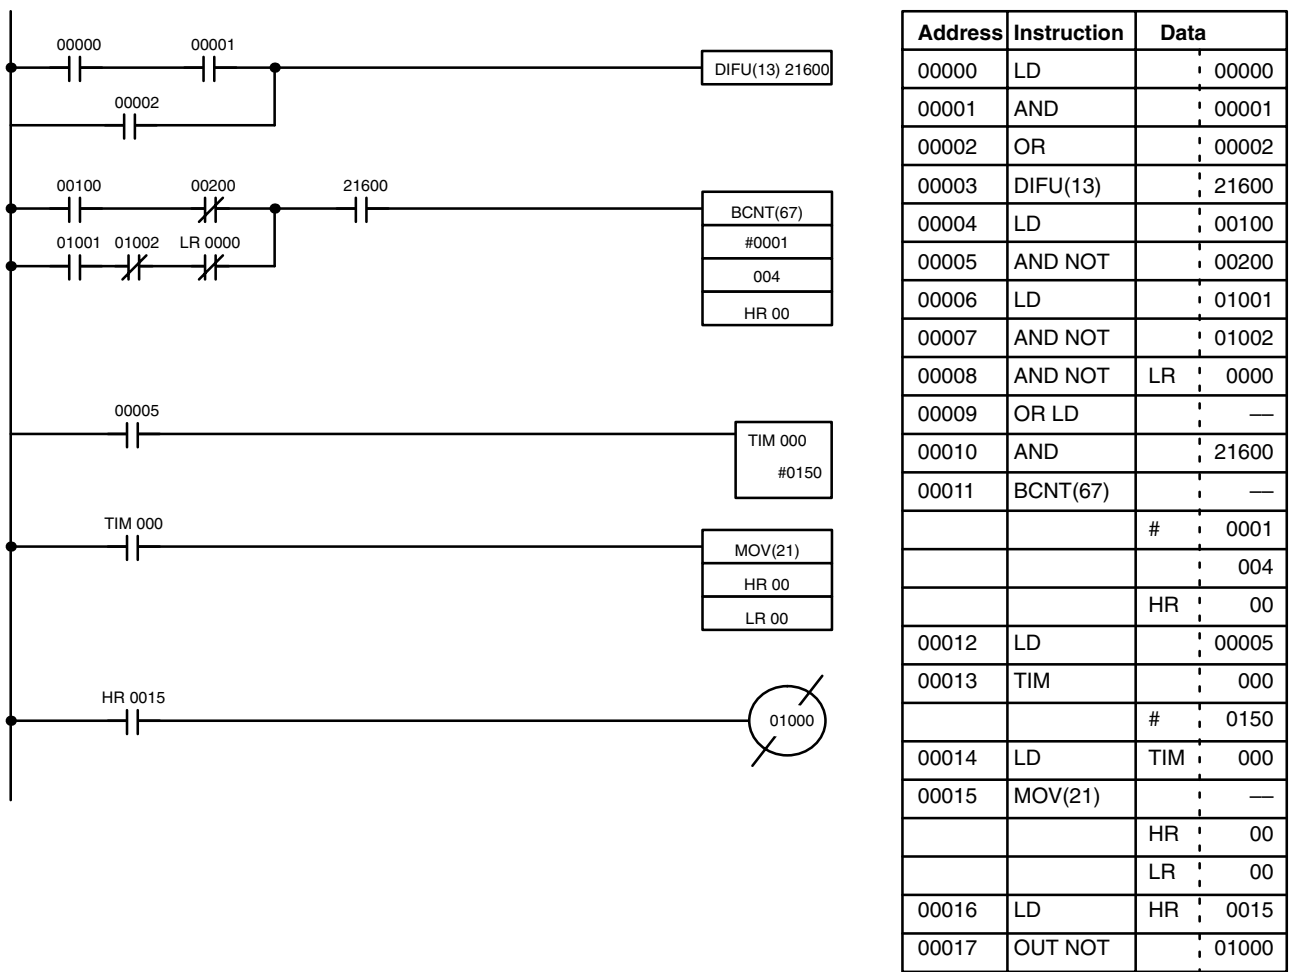 00000 00001
DIFU(13) 21600
00002
00100 00200 21600
BCNT(67)
01001 01002 LR 0000
#0001
004
HR 00
00005
TIM 000
#0150
TIM 000
MOV(21)
HR 00
LR 00
HR 0015
01000
Address Instruction Data
00000 LD 00000
00001 AND 00001
00002 OR 00002
00003 DIFU(13) 21600
00004 LD 00100
00005 AND NOT 00200
00006 LD 01001
00007 AND NOT 01002
00008 AND NOT LR 0000
00009 OR LD —
00010 AND 21600
00011 BCNT(67) —
# 0001
004
HR 00
00012 LD 00005
00013 TIM 000
# 0150
00014 LD TIM 000
00015 MOV(21) —
HR 00
LR 00
00016 LD HR 0015
00017 OUT NOT 01000